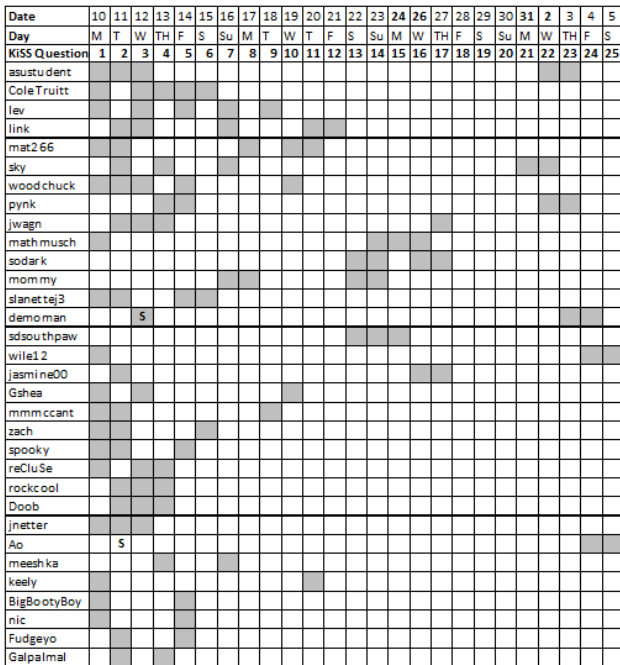 Date 10 11 12 13 14 15 16 17 18 19 20 21 22 23 24 26 27 28 29 30 31 2 3 4 5
Day M T W TH F S Su M T W T F S Su M W TH F S Su M W TH F S
KiSS Question 1 2 3 4 5 6 7 8 9 10 11 12 13 14 15 16 17 18 19 20 21 22 23 24 25
asustudent
ColeTruitt
lev
link
mat266
sky
woodchuck
pynk
jwagn
mathmusch
sodark
mommy
slanettej3
demoman S
sdsouthpaw
wile12
jasmine00
Gshea
mmmccant
zach
spooky
reCluSe
rockcool
Doob
jnetter
Ao S
meeshka
keely
BigBootyBoy
nic
Fudgeyo
Galpalmal